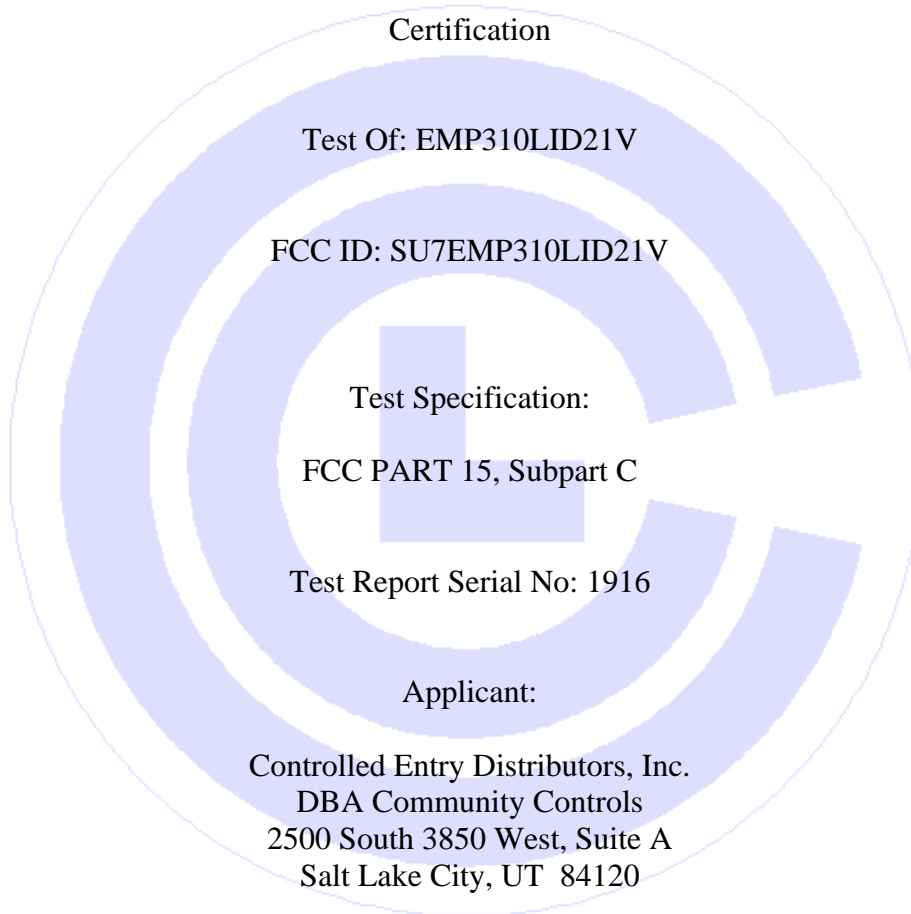 Certification
Test Of: EMP310LID21V
FCC ID: SU7EMP310LID21V
Test Specification:
FCC PART 15, Subpart C
Test Report Serial No: 1916
Applicant:
Controlled Entry Distributors, Inc.
DBA Community Controls
2500 South 3850 West, Suite A
Salt Lake City, UT  84120